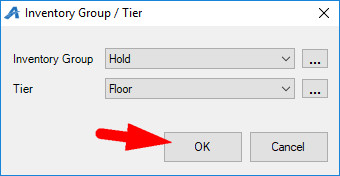 Inventory Group / Tier
Inventory Group Hold ...
Tier Floor ...
OK Cancel